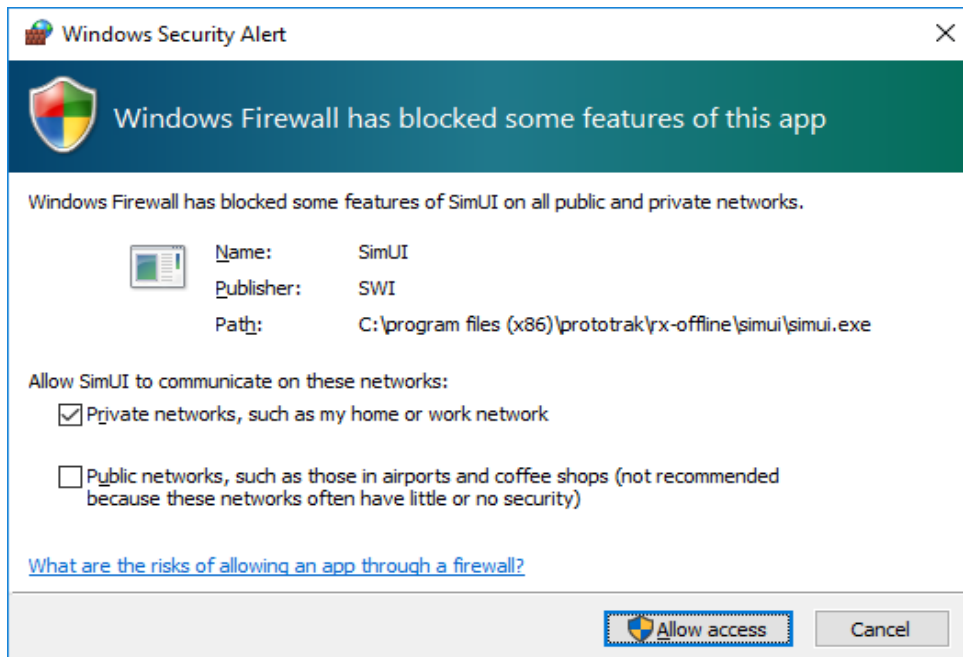 Windows Security Alert
Windows Firewall has blocked some features of this app
Windows Firewall has blocked some features of SimUI on all public and private networks.
Name: SimUI
Publisher: SWI
Path: C:\program files (x86)\prototrak\rx-offline\simui\simui.exe
Allow SimUI to communicate on these networks:
Private networks, such as my home or work network
Public networks, such as those in airports and coffee shops (not recommended
because these networks often have little or no security)
What are the risks of allowing an app through a firewall?
Allow access Cancel